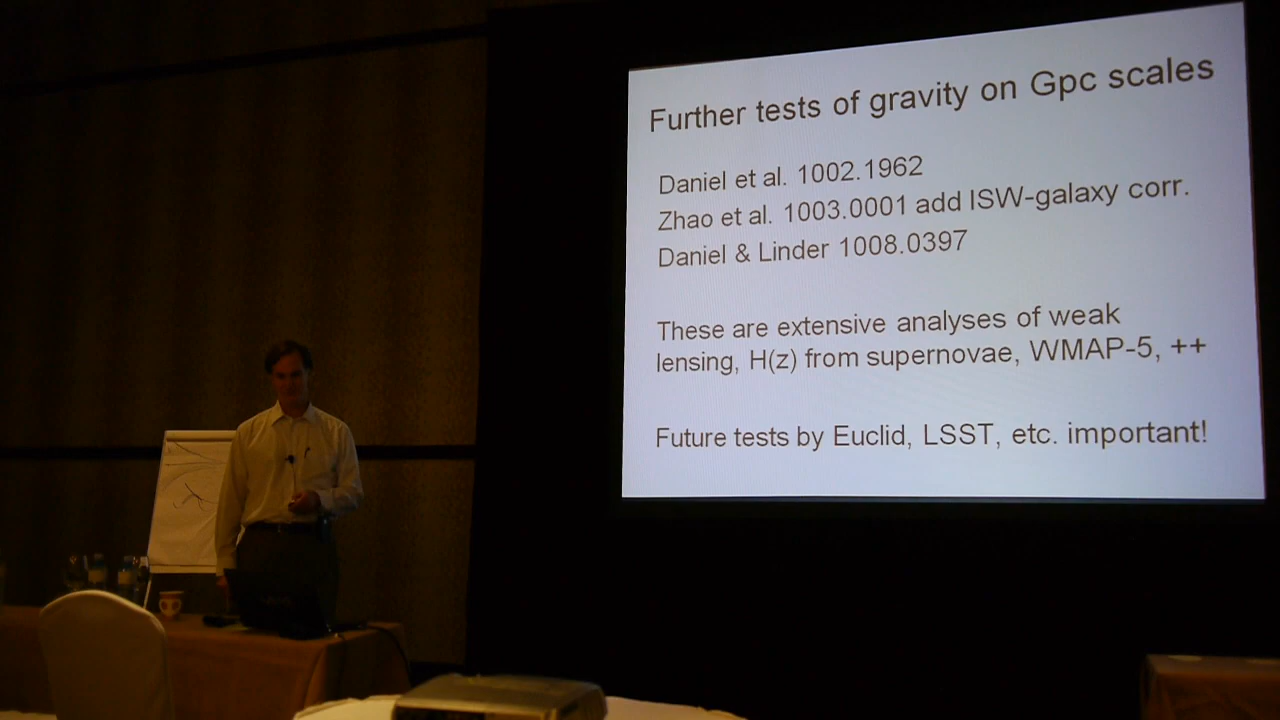 Further tests of gravity on Gpc scales
Daniel et al. 1002.1962
Zhao et al. 1003.0001 add ISW-galaxy corr.
Daniel & Linder 1008.0397
These are extensive analyses of weak
lensing, H(z) from supernovae, WMAP-5, ++
Future tests by Euclid, LSST, etc. important!